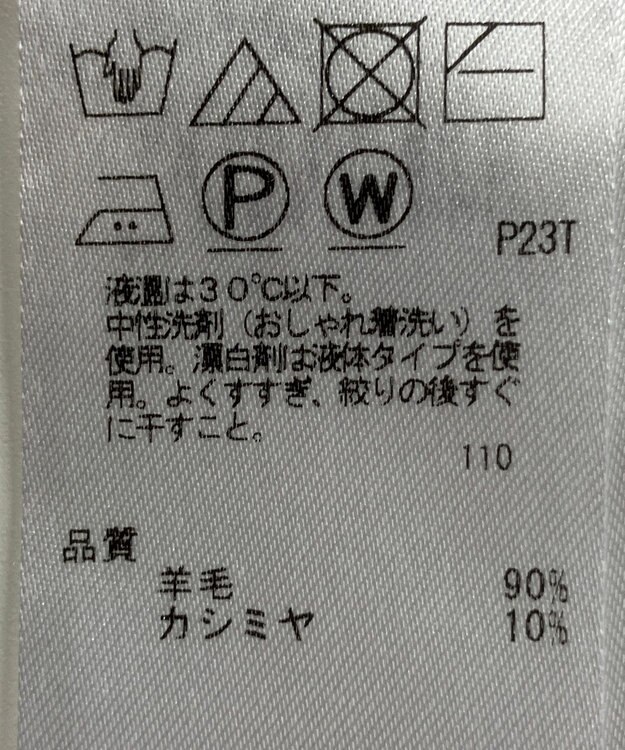 P
W
P23T
液温は30℃以下。
中性洗剤（おしゃれ着洗い）を
使用。漂白剤は液体タイプを使
用。よくすすぎ、絞りの後すぐ
に干すこと。
110
品質
羊毛 90%
カシミヤ 10%